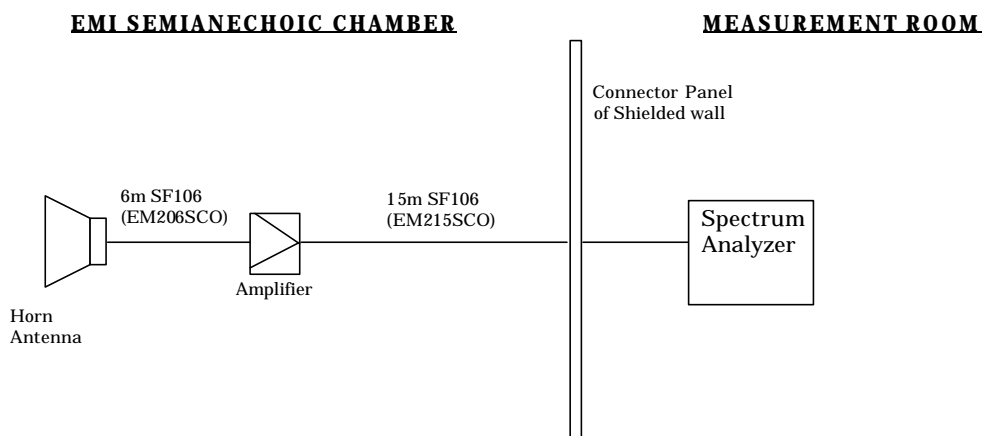 EMI SEMIANECHOIC CHAMBER
MEASUREMENT ROOM
Connector Panel
of Shielded wall
6m SF106
(EM206SCO)
15m SF106
(EM215SCO)
Spectrum
Analyzer
Amplifier
Horn
Antenna